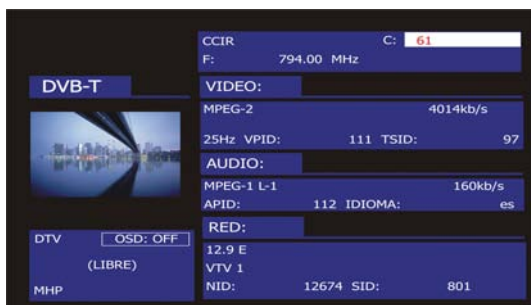 CCIR C: 61
F: 794.00 MHz
DVB-T
VIDEO:
MPEG-2 4014kb/s
25Hz VPID: 111 TSID: 97
AUDIO:
MPEG-1 L-1 160kb/s
APID: 112 IDIOMA: es
RED:
12.9 E
VTV 1
NID: 12674 SID: 801
DTV OSD: OFF
(LIBRE)
MHP